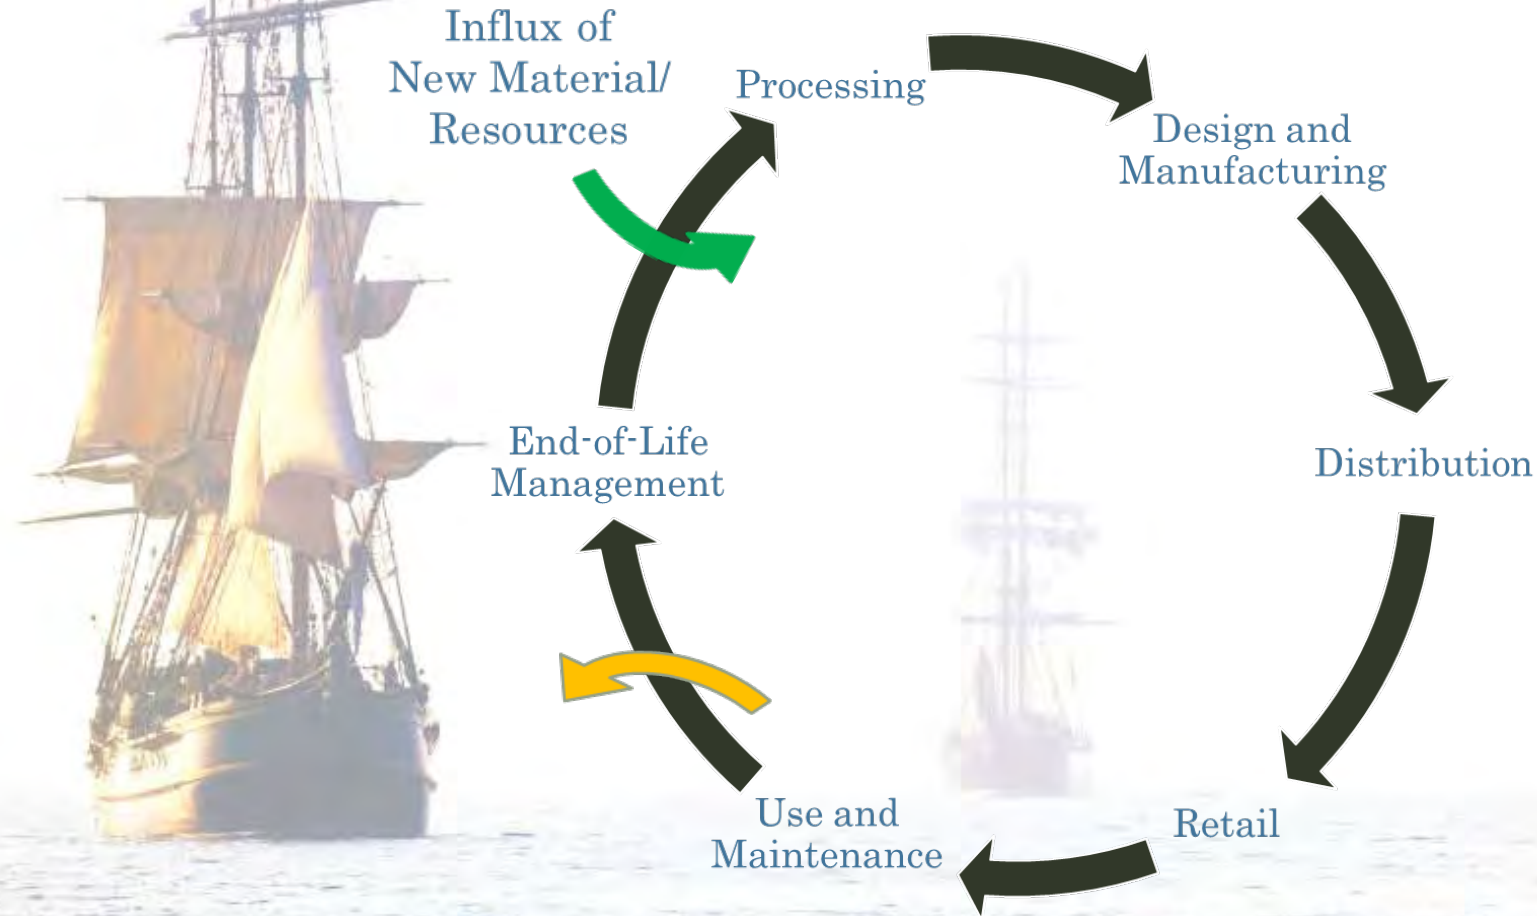 Influx of
New Material/
Resources
Processing
Design and
Manufacturing
Distribution
Retail
Use and
Maintenance
End-of-Life
Management